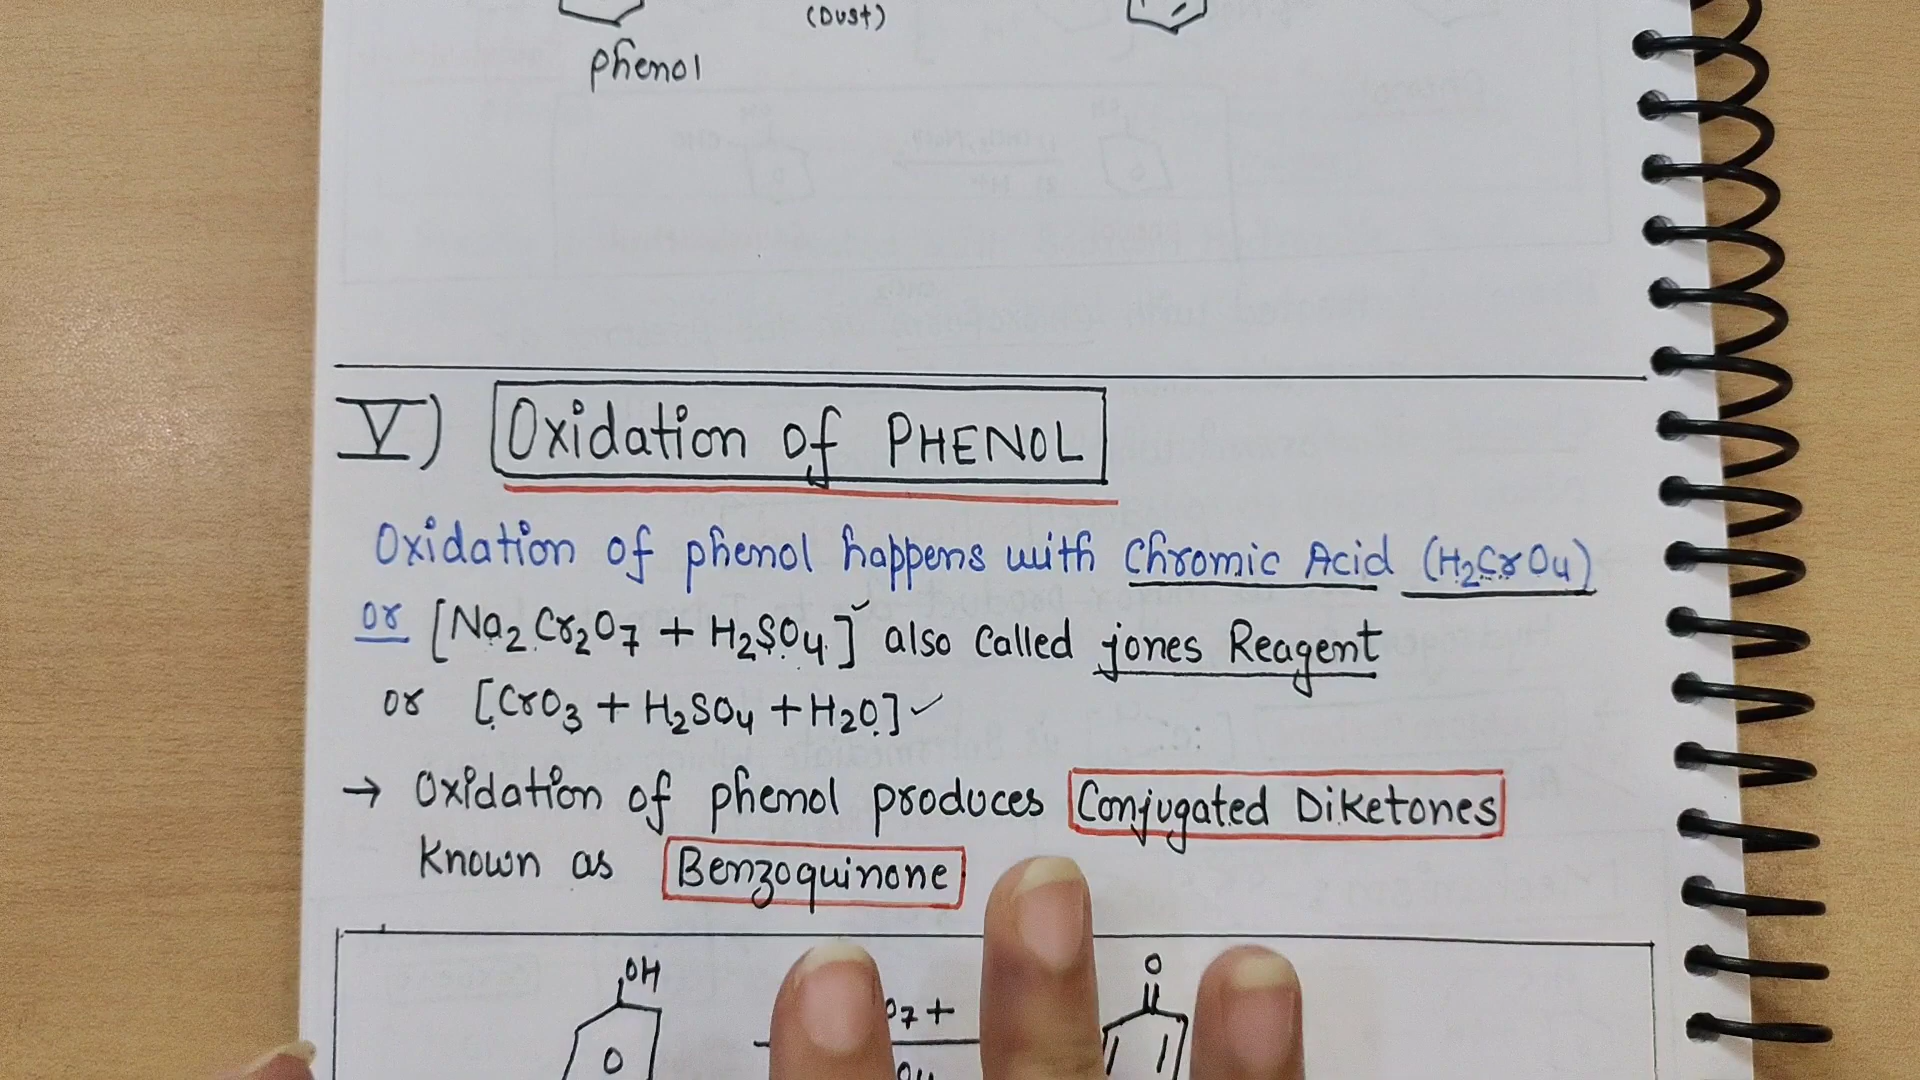 (Dust)
phenol
V) Oxidation of PHENOL
Oxidation of phenol happens with Chromic Acid (H2CrO4)
or [Na2Cr2O7 + H2SO4] also called jones Reagent
or [CrO3 + H2SO4 + H2O]
→ Oxidation of phenol produces Conjugated Diketones
Known as Benzoquinone
OH
O7 +
O